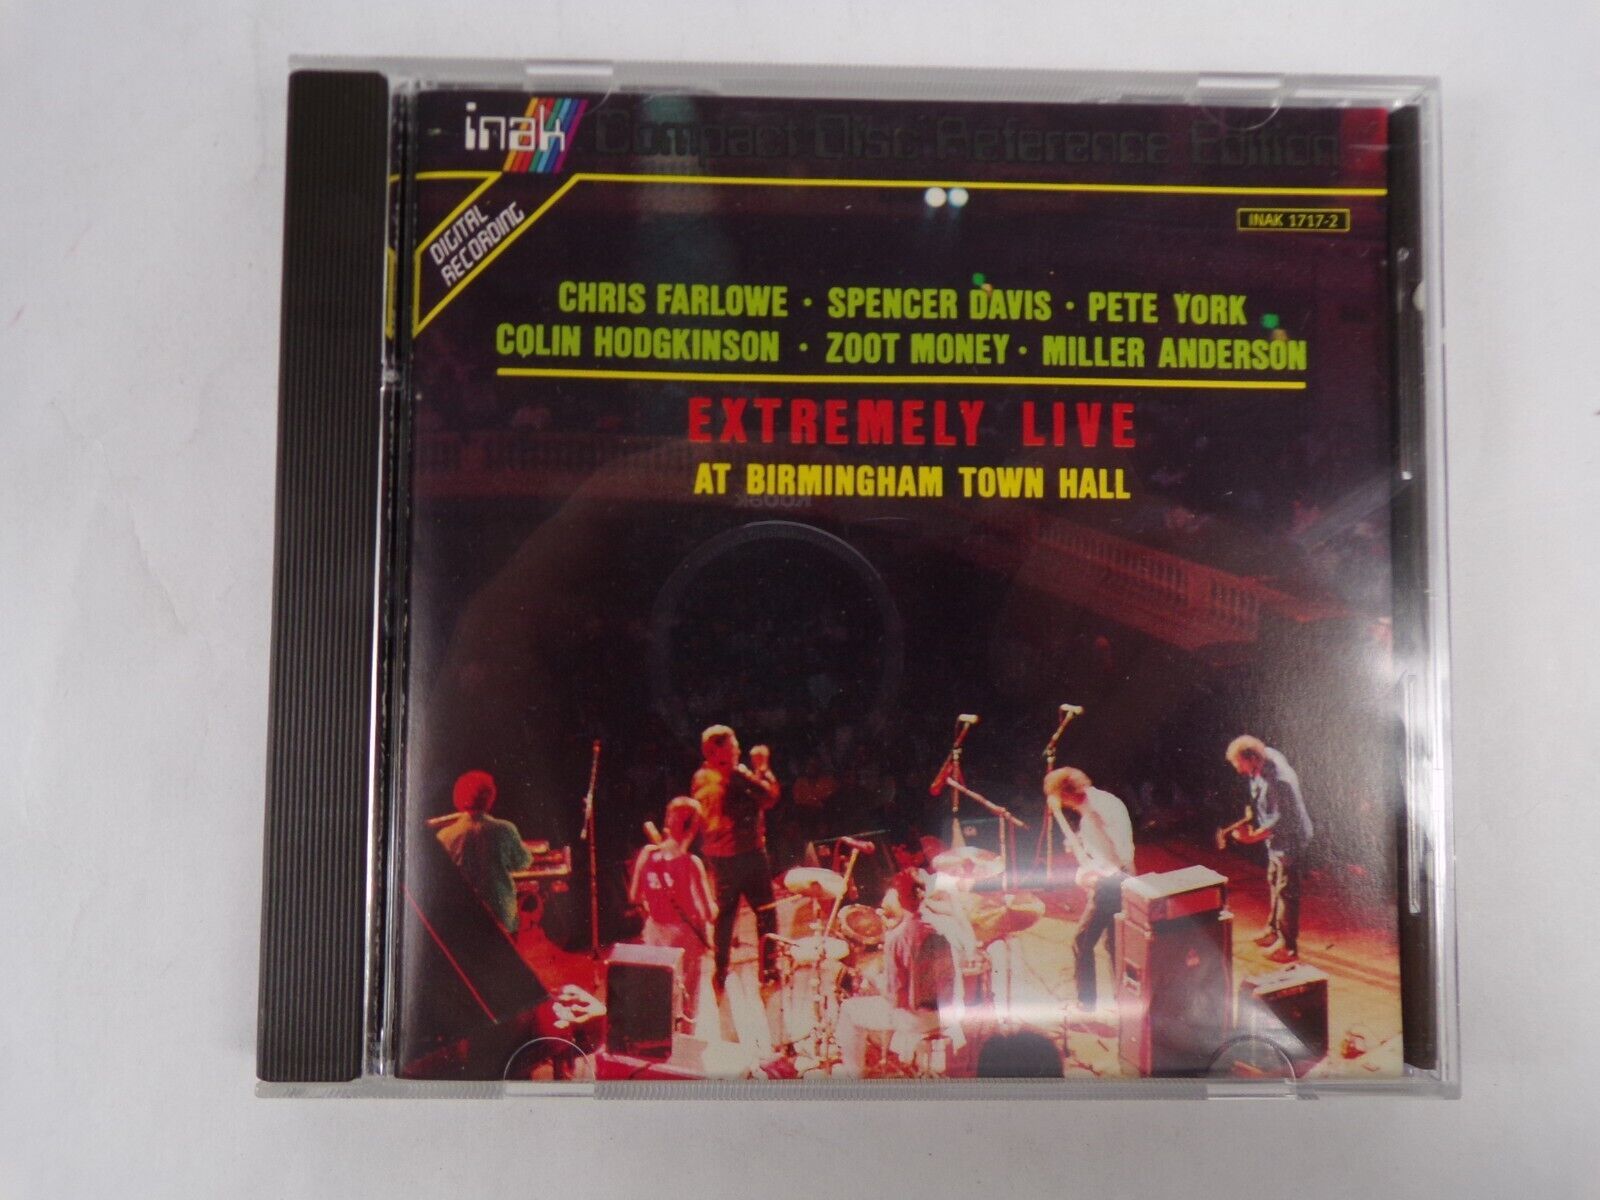 inak Compact Disc Reference Edition
DIGITAL
RECORDING
INAK 1717-2
CHRIS FARLOWE · SPENCER DAVIS · PETE YORK
COLIN HODGKINSON · ZOOT MONEY · MILLER ANDERSON
EXTREMELY LIVE
AT BIRMINGHAM TOWN HALL